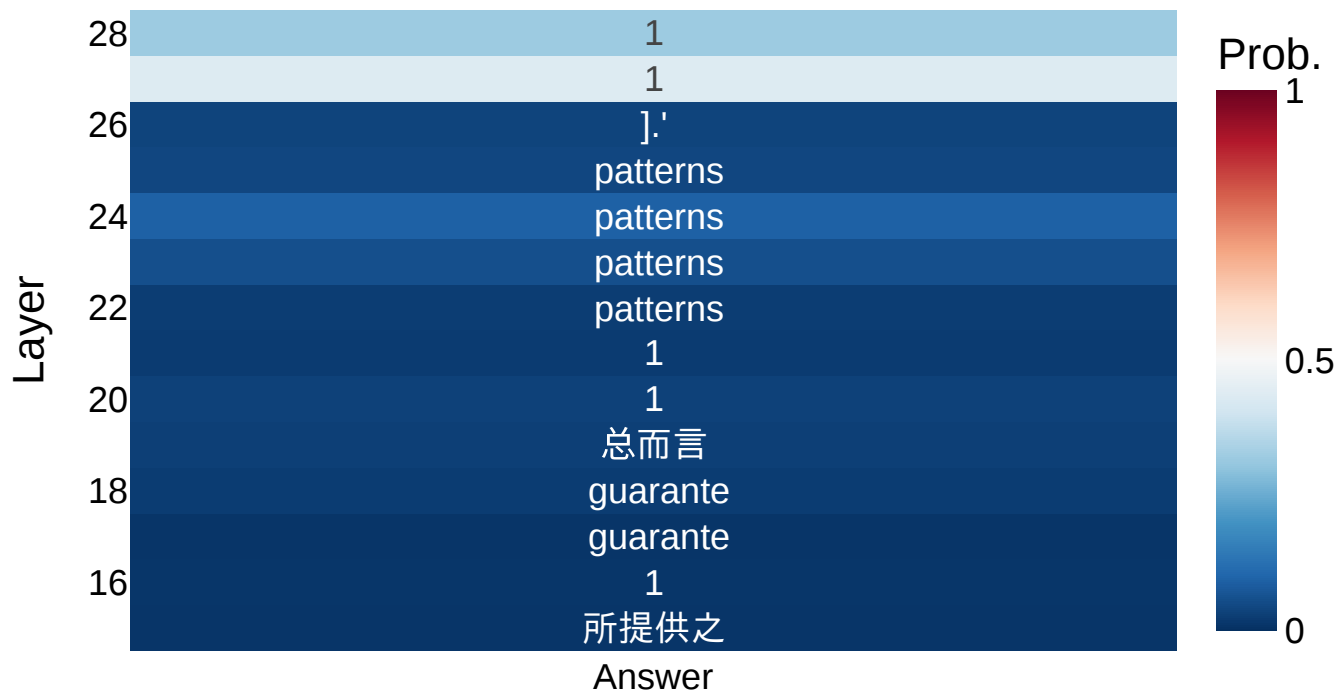 Prob.
1
0.5
0
Layer
28
1
1
26
].'
patterns
24
patterns
patterns
22
patterns
1
20
1
总而言
18
guarante
guarante
16
1
所提供之
Answer